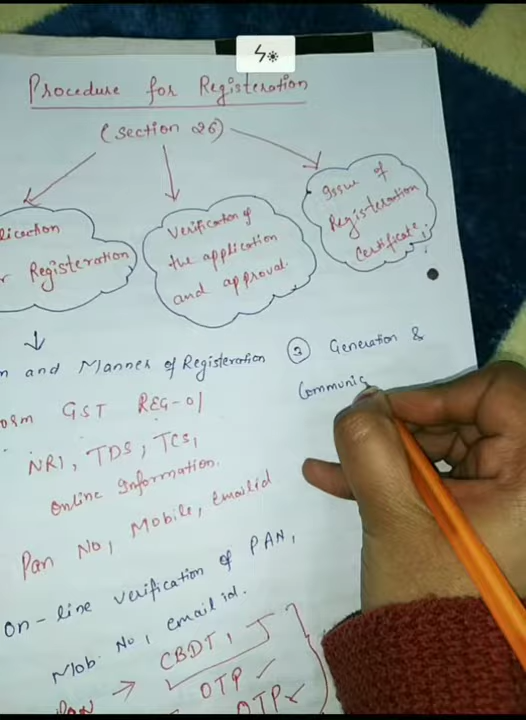 Procedure for Registeration
(section 26)
Registeration
Verification of
the application
and approval.
Issue of
Registeration
Certificate
and Manner of Registeration
GST REG-01
NRI, TDS, TCS,
Online Information.
Pan No, Mobile, emailid
On-line verification of PAN,
Mob. No, email id.
PAN → CBDT,
OTP ✓
OTP ✓
③ Generation &